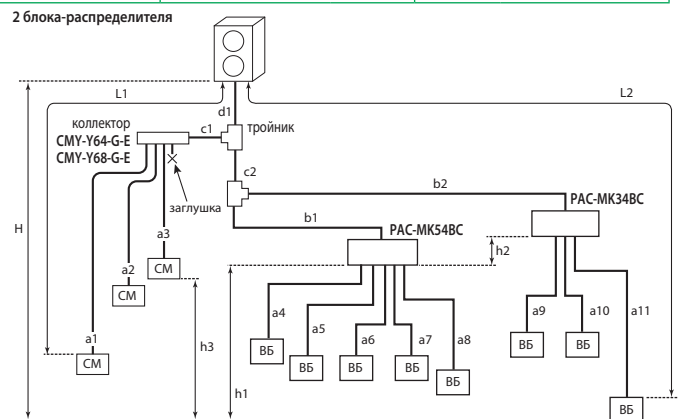 2 блока-распределителя
L1
L2
d1
коллектор
CMY-Y64-G-E
CMY-Y68-G-E
c1
тройник
c2
заглушка
b2
b1
PAC-MK54BC
PAC-MK34BC
H
h2
a3
a2
a1
СМ
СМ
СМ
h3
h1
a4
a5
a6
a7
a8
a9
a10
a11
ВБ
ВБ
ВБ
ВБ
ВБ
ВБ
ВБ
ВБ